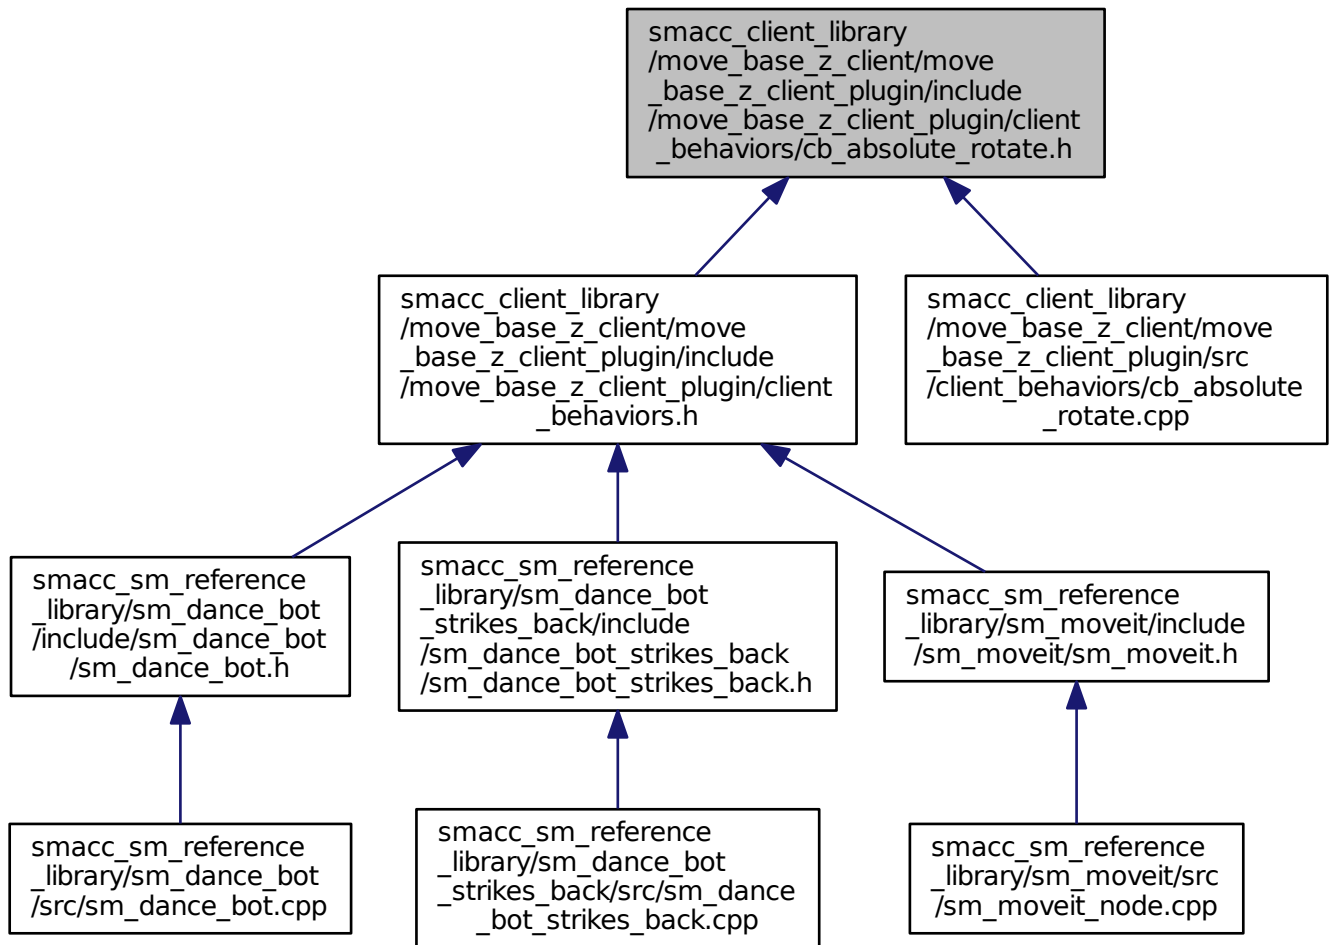 smacc_client_library
/move_base_z_client/move
_base_z_client_plugin/include
/move_base_z_client_plugin/client
_behaviors/cb_absolute_rotate.h
smacc_client_library
/move_base_z_client/move
_base_z_client_plugin/include
/move_base_z_client_plugin/client
_behaviors.h
smacc_client_library
/move_base_z_client/move
_base_z_client_plugin/src
/client_behaviors/cb_absolute
_rotate.cpp
smacc_sm_reference
_library/sm_dance_bot
/include/sm_dance_bot
/sm_dance_bot.h
smacc_sm_reference
_library/sm_dance_bot
_strikes_back/include
/sm_dance_bot_strikes_back
/sm_dance_bot_strikes_back.h
smacc_sm_reference
_library/sm_moveit/include
/sm_moveit/sm_moveit.h
smacc_sm_reference
_library/sm_dance_bot
/src/sm_dance_bot.cpp
smacc_sm_reference
_library/sm_dance_bot
_strikes_back/src/sm_dance
_bot_strikes_back.cpp
smacc_sm_reference
_library/sm_moveit/src
/sm_moveit_node.cpp